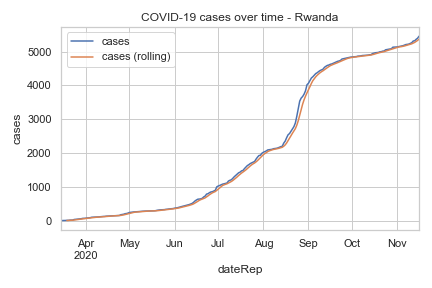 COVID-19 cases over time - Rwanda
cases
cases (rolling)
5000
4000
3000
2000
1000
0
cases
Apr May Jun Jul Aug Sep Oct Nov
2020
dateRep